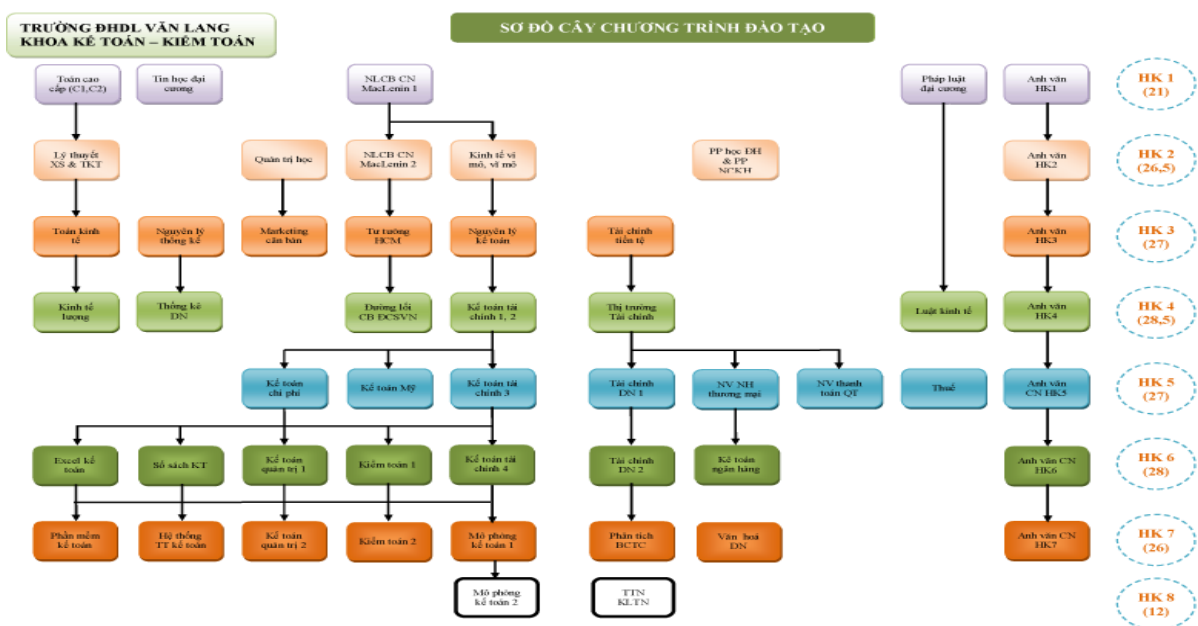 TRƯỜNG ĐHDL VĂN LANG
KHOA KẾ TOÁN – KIỂM TOÁN
SƠ ĐỒ CÂY CHƯƠNG TRÌNH ĐÀO TẠO
Toán cao
cấp (C1,C2)
Tin học đại
cương
NLCB CN
MacLenin 1
Pháp luật
đại cương
Anh văn
HK1
HK 1
(21)
Lý thuyết
XS & TKT
Quản trị học
NLCB CN
MacLenin 2
Kinh tế vi
mô, vĩ mô
PP học ĐH
& PP
NCKH
Anh văn
HK2
HK 2
(26,5)
Toán kinh
tế
Nguyên lý
thống kê
Marketing
căn bản
Tư tưởng
HCM
Nguyên lý
kế toán
Tài chính
tiền tệ
Anh văn
HK3
HK 3
(27)
Kinh tế
lượng
Thống kê
DN
Đường lối
CB ĐCSVN
Kế toán tài
chính 1, 2
Thị trường
Tài chính
Luật kinh tế
Anh văn
HK4
HK 4
(28,5)
Kế toán
chi phí
Kế toán Mỹ
Kế toán tài
chính 3
Tài chính
DN 1
NV NH
thương mại
NV thanh
toán QT
Thuế
Anh văn
CN HK5
HK 5
(27)
Excel kế
toán
Sổ sách KT
Kế toán
quản trị 1
Kiểm toán 1
Kế toán tài
chính 4
Tài chính
DN 2
Kế toán
ngân hàng
Anh văn CN
HK6
HK 6
(28)
Phần mềm
kế toán
Hệ thống
TT kế toán
Kế toán
quản trị 2
Kiểm toán 2
Mô phỏng
kế toán 1
Phân tích
BCTC
Văn hoá
DN
Anh văn CN
HK7
HK 7
(26)
Mô phỏng
kế toán 2
TTN
KLTN
HK 8
(12)